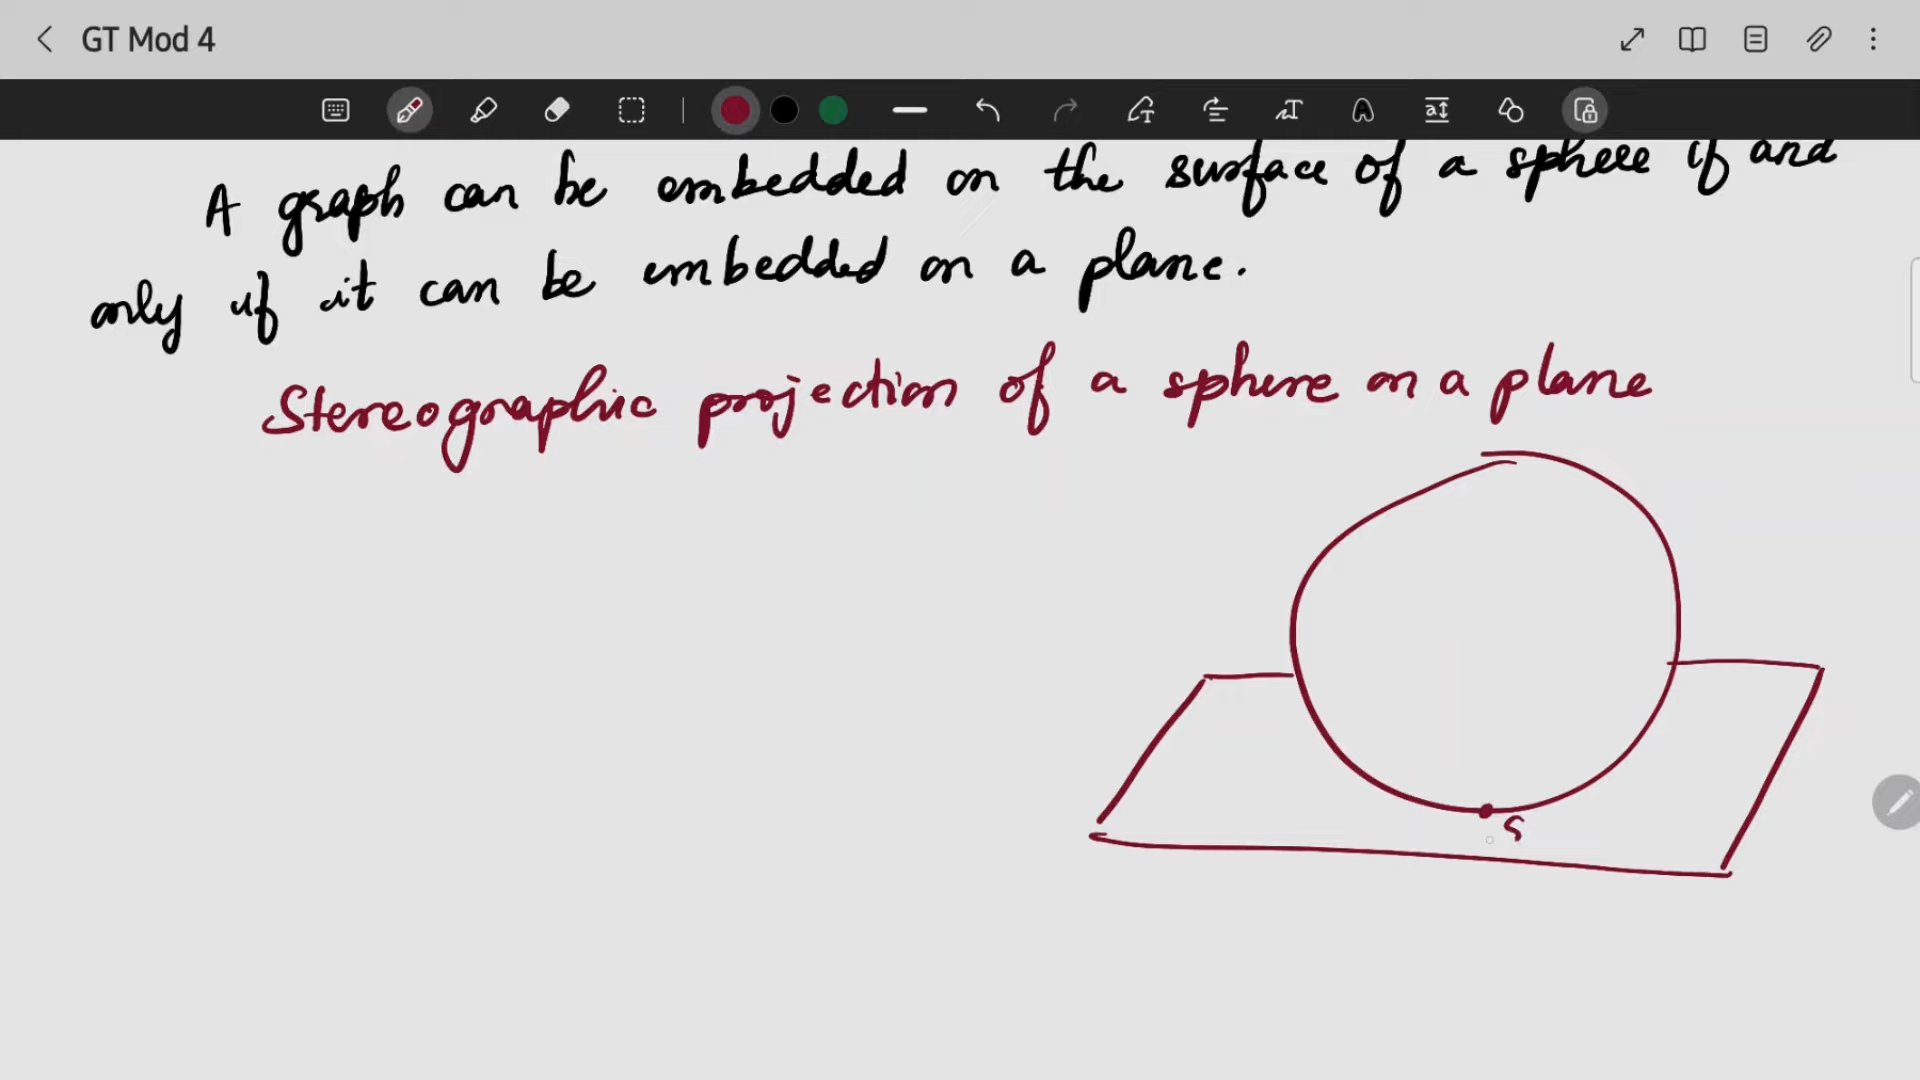 GT Mod 4
A graph can be embedded on the surface of a sphere if and
only if it can be embedded on a plane.
Stereographic projection of a sphere on a plane
S